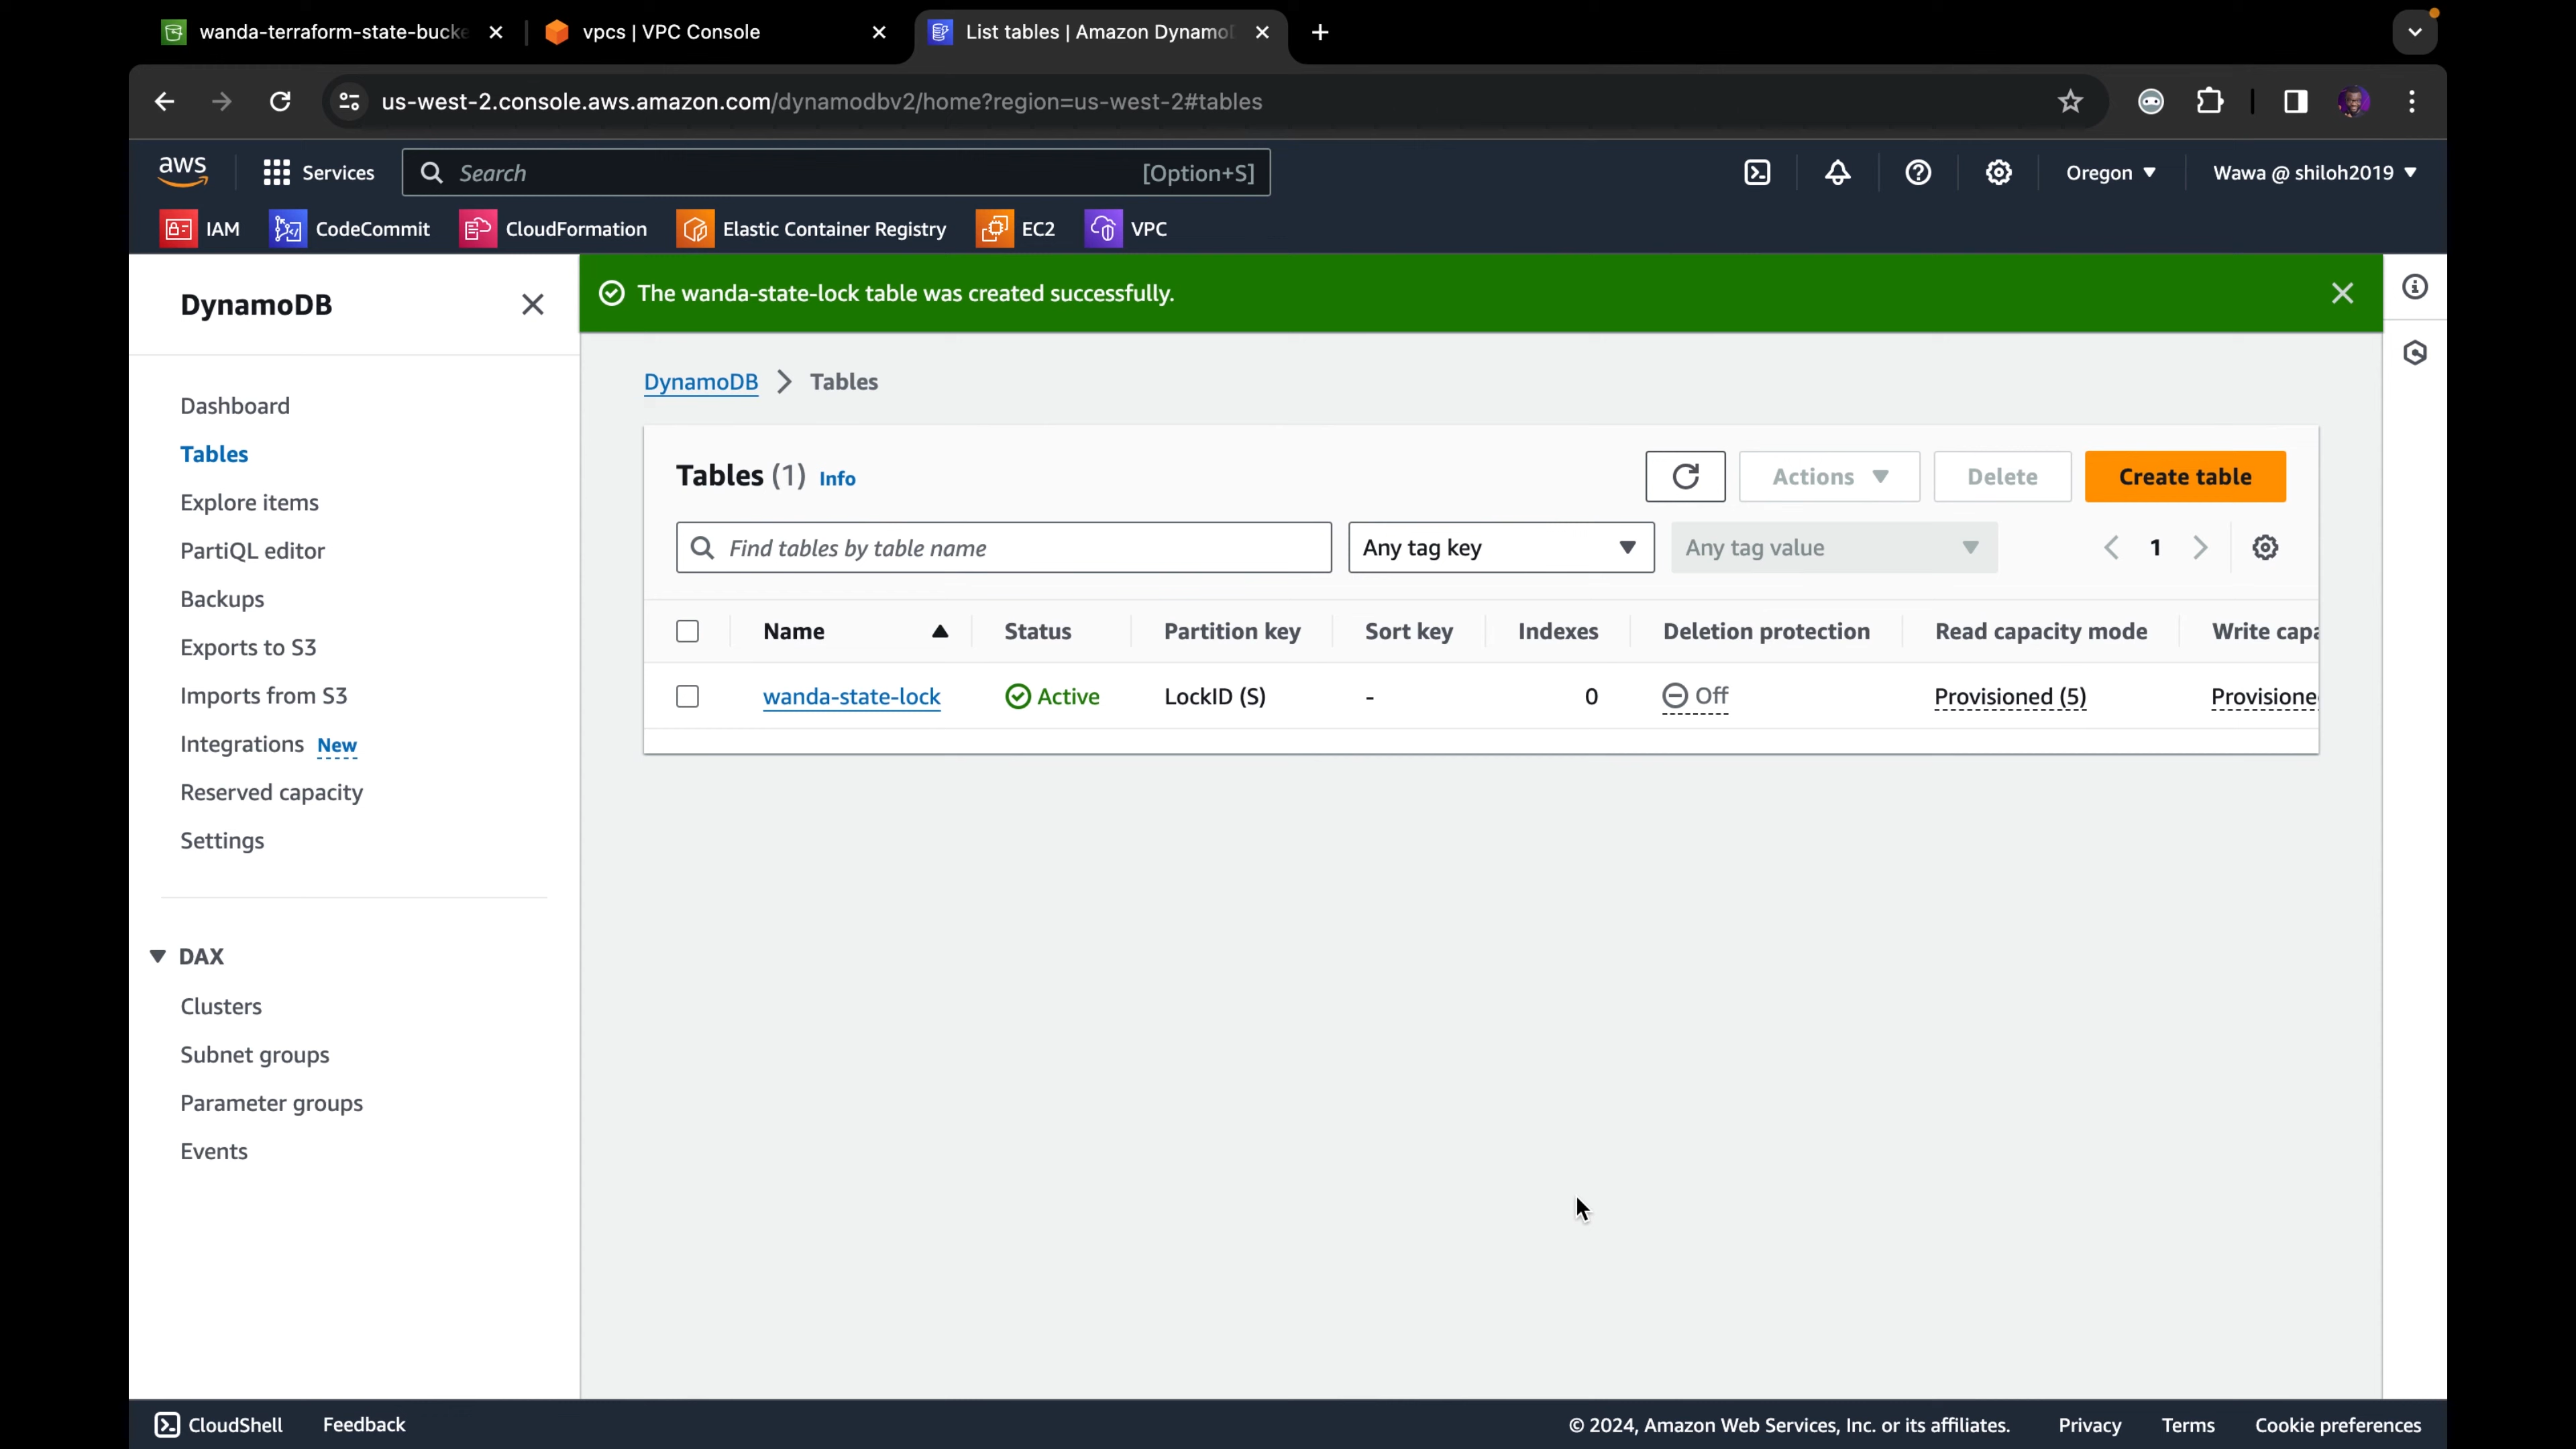 wanda-terraform-state-bucke
vpcs | VPC Console
List tables | Amazon Dynamo
us-west-2.console.aws.amazon.com/dynamodbv2/home?region=us-west-2#tables
aws
Services
Search
[Option+S]
Oregon
Wawa @ shiloh2019
IAM
CodeCommit
CloudFormation
Elastic Container Registry
EC2
VPC
DynamoDB
Dashboard
Tables
Explore items
PartiQL editor
Backups
Exports to S3
Imports from S3
Integrations New
Reserved capacity
Settings
DAX
Clusters
Subnet groups
Parameter groups
Events
The wanda-state-lock table was created successfully.
DynamoDB > Tables
Tables (1) Info
Actions
Delete
Create table
Find tables by table name
Any tag key
Any tag value
1
Name Status Partition key Sort key Indexes Deletion protection Read capacity mode Write capa
wanda-state-lock Active LockID (S) - 0 Off Provisioned (5) Provisione
CloudShell
Feedback
© 2024, Amazon Web Services, Inc. or its affiliates.
Privacy
Terms
Cookie preferences